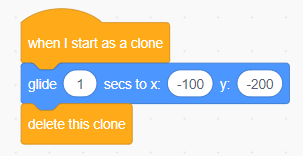 when I start as a clone
glide 1 secs to x: -100 y: -200
delete this clone